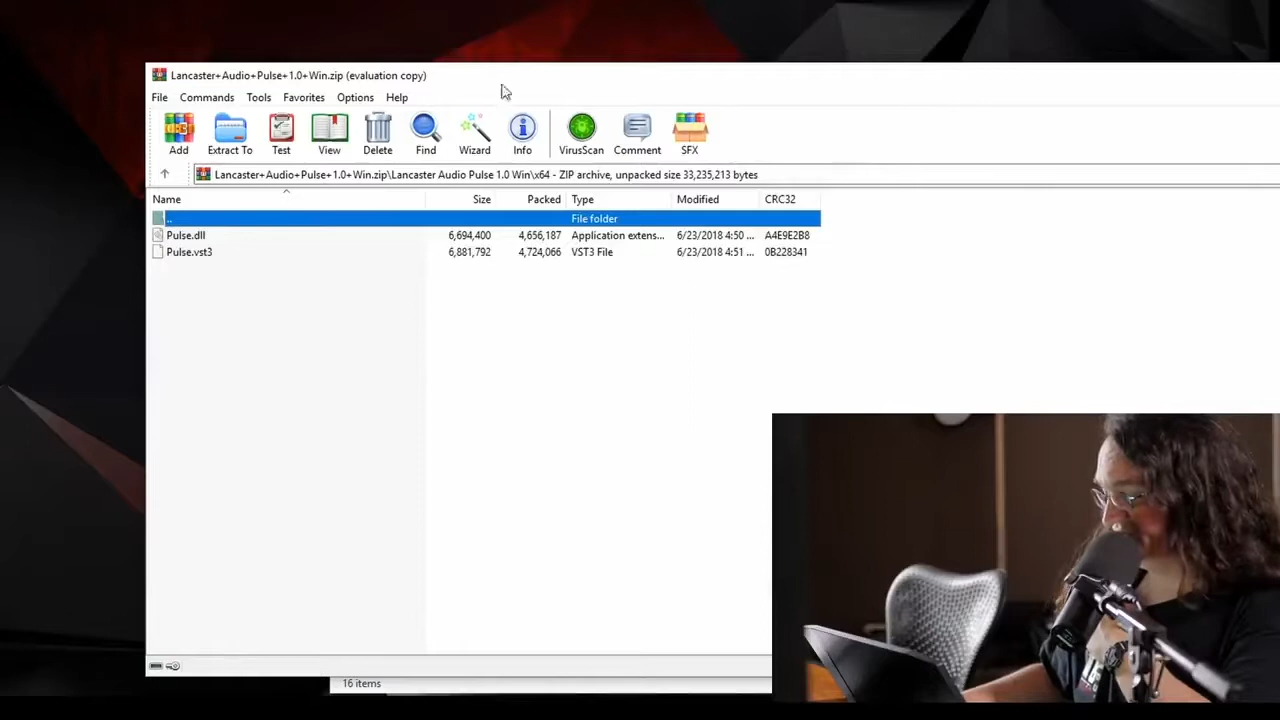 Lancaster+Audio+Pulse+1.0+Win.zip (evaluation copy)
File Commands Tools Favorites Options Help
Add Extract To Test View Delete Find Wizard Info VirusScan Comment SFX
Lancaster+Audio+Pulse+1.0+Win.zip\Lancaster Audio Pulse 1.0 Win\x64 - ZIP archive, unpacked size 33,235,213 bytes
Name Size Packed Type Modified CRC32
.. File folder
Pulse.dll 6,694,400 4,656,187 Application extens... 6/23/2018 4:50 ... A4E9E2B8
Pulse.vst3 6,881,792 4,724,066 VST3 File 6/23/2018 4:51 ... 0B228341
16 items